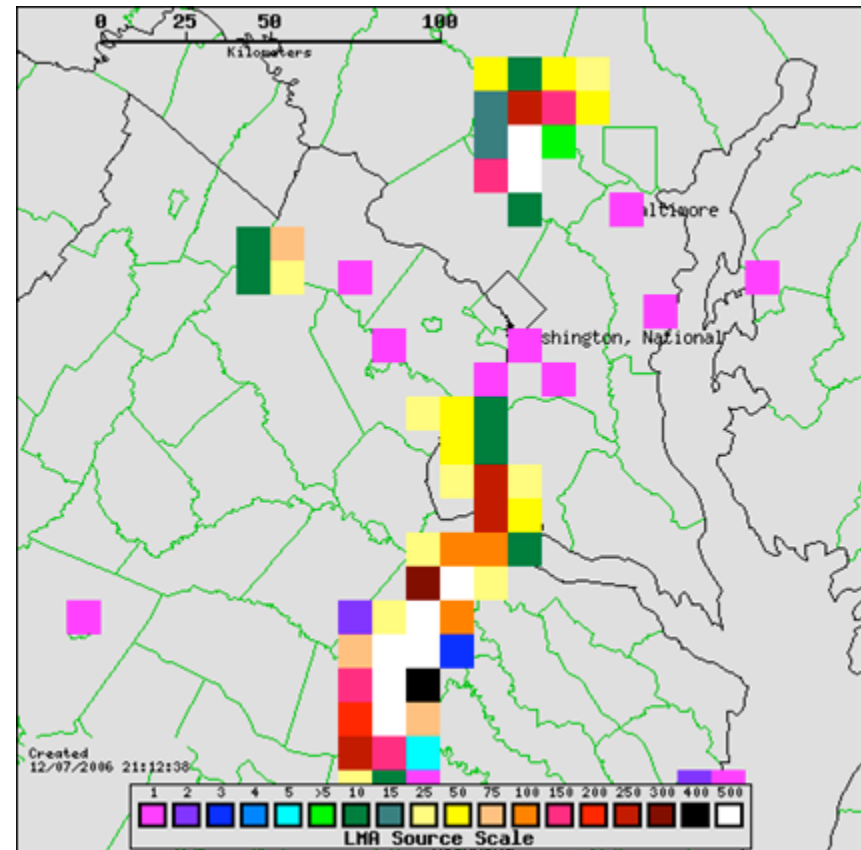 0 25 50 100
Kilometers
altimore
shington, National
Created
12/07/2006 21:12:38
1 2 3 4 5 >5 10 15 25 50 75 100 150 200 250 300 400 500
LMA Source Scale